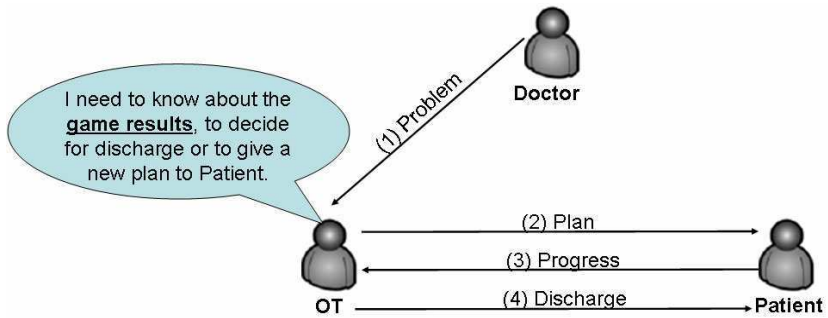 Doctor
(1) Problem
I need to know about the
game results, to decide
for discharge or to give a
new plan to Patient.
(2) Plan
(3) Progress
(4) Discharge
OT
Patient